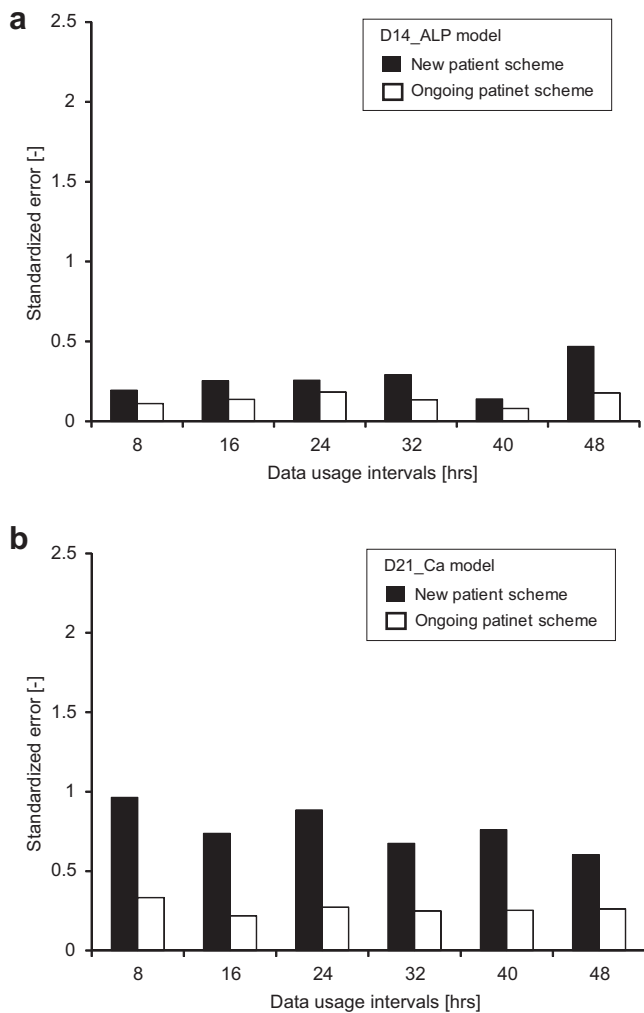 a
D14_ALP model
New patient scheme
Ongoing patinet scheme
Standardized error [-]
2.5
2
1.5
1
0.5
0
8 16 24 32 40 48
Data usage intervals [hrs]
b
D21_Ca model
New patient scheme
Ongoing patinet scheme
Standardized error [-]
2.5
2
1.5
1
0.5
0
8 16 24 32 40 48
Data usage intervals [hrs]